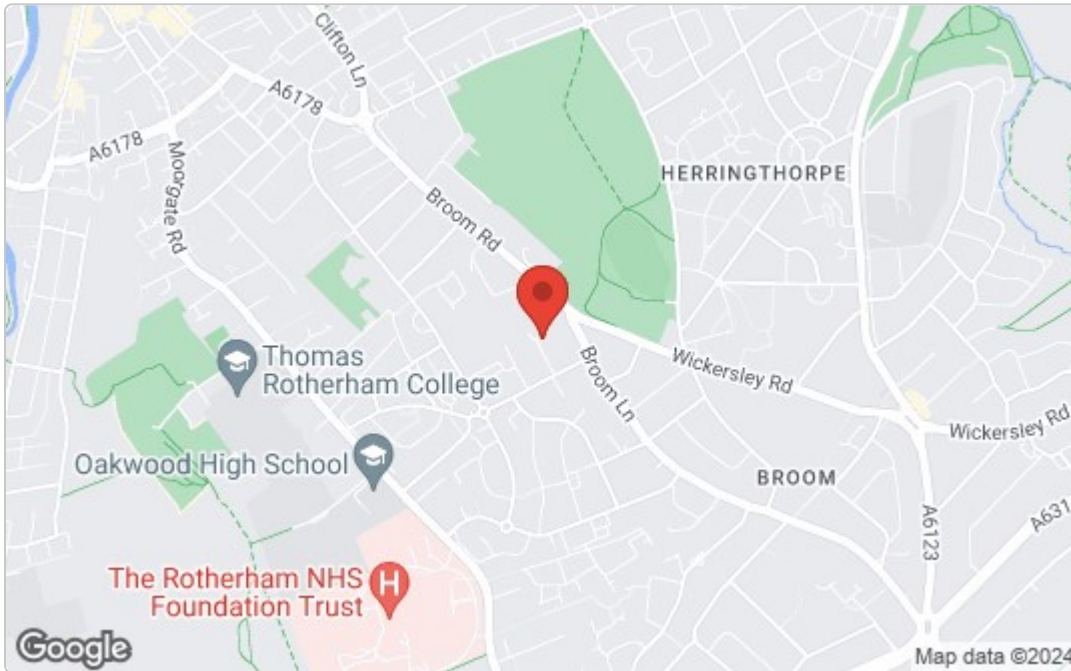 Clifton Ln
A6178
A6178
Moorgate Rd
Broom Rd
HERRINGTHORPE
Thomas
Rotherham College
Broom Ln
Wickersley Rd
Wickersley Rd
Oakwood High School
BROOM
A6123
A631
The Rotherham NHS
Foundation Trust
H
Google
Map data ©2024